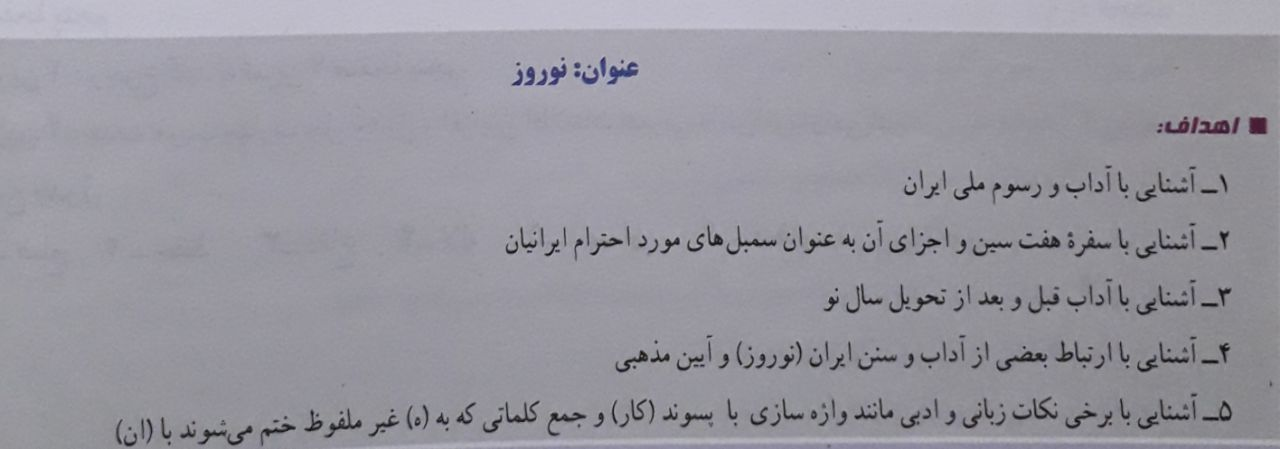 عنوان: نوروز
■ اهداف:
۱ـ آشنایی با آداب و رسوم ملی ایران
۲ـ آشنایی با سفرۀ هفت سین و اجزای آن به عنوان سمبل‌های مورد احترام ایرانیان
۳ـ آشنایی با آداب قبل و بعد از تحویل سال نو
۴ـ آشنایی با ارتباط بعضی از آداب و سنن ایران (نوروز) و آیین مذهبی
۵ـ آشنایی با برخی نکات زبانی و ادبی مانند واژه سازی با پسوند (کار) و جمع کلماتی که به (ه) غیر ملفوظ ختم می‌شوند با (ان)